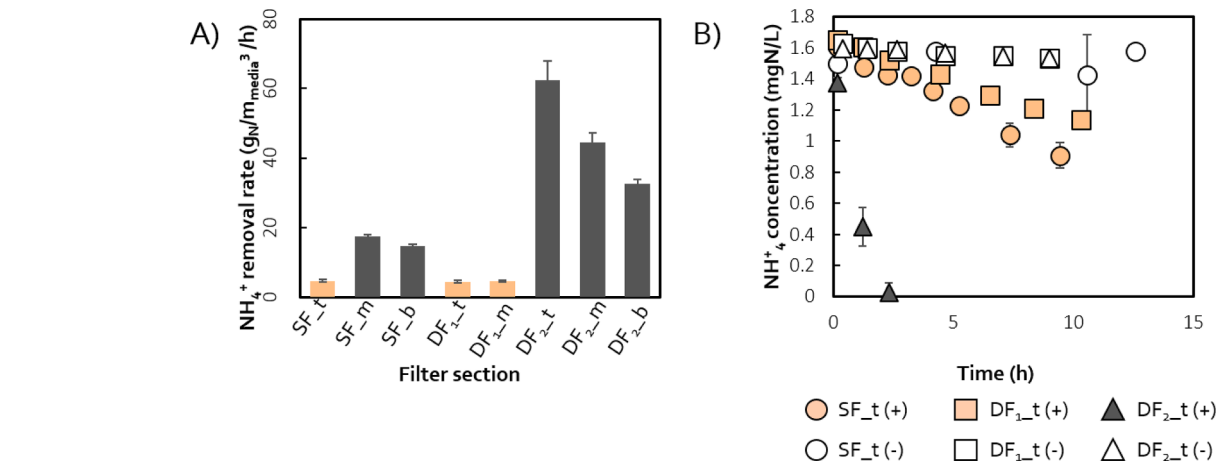 A)
NH₄⁺ removal rate (gN/mmedia³/h)
80
60
40
20
0
SF_t
SF_m
SF_b
DF₁_t
DF₁_m
DF₂_t
DF₂_m
DF₂_b
Filter section
B)
NH⁺₄ concentration (mgN/L)
1.8
1.6
1.4
1.2
1
0.8
0.6
0.4
0.2
0
0
5
10
15
Time (h)
SF_t (+) DF₁_t (+) DF₂_t (+)
SF_t (-) DF₁_t (-) DF₂_t (-)